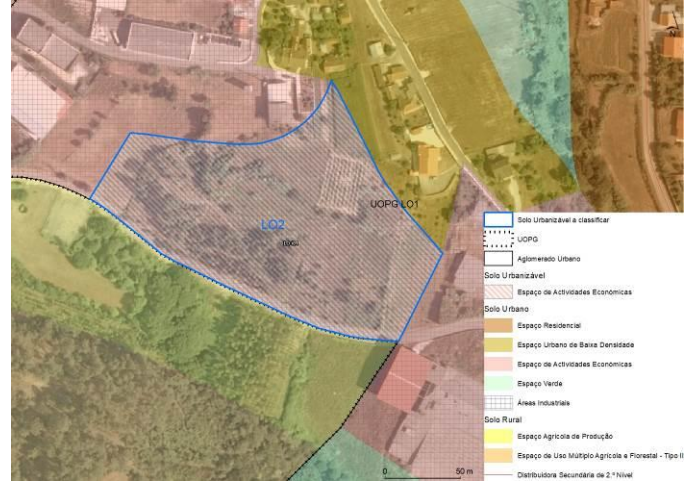 N
UOPG LO1
LO2
Solo Urbanizável a classificar
UOPG
Aglomerado Urbano
Solo Urbanizável
Espaço de Actividades Económicas
Solo Urbano
Espaço Residencial
Espaço Urbano de Baixa Densidade
Espaço de Actividades Económicas
Espaço Verde
Áreas Industriais
Solo Rural
Espaço Agrícola de Produção
Espaço de Uso Múltiplo Agrícola e Florestal - Tipo II
Distribuidora Secundária de 2.º Nível
0 50 m